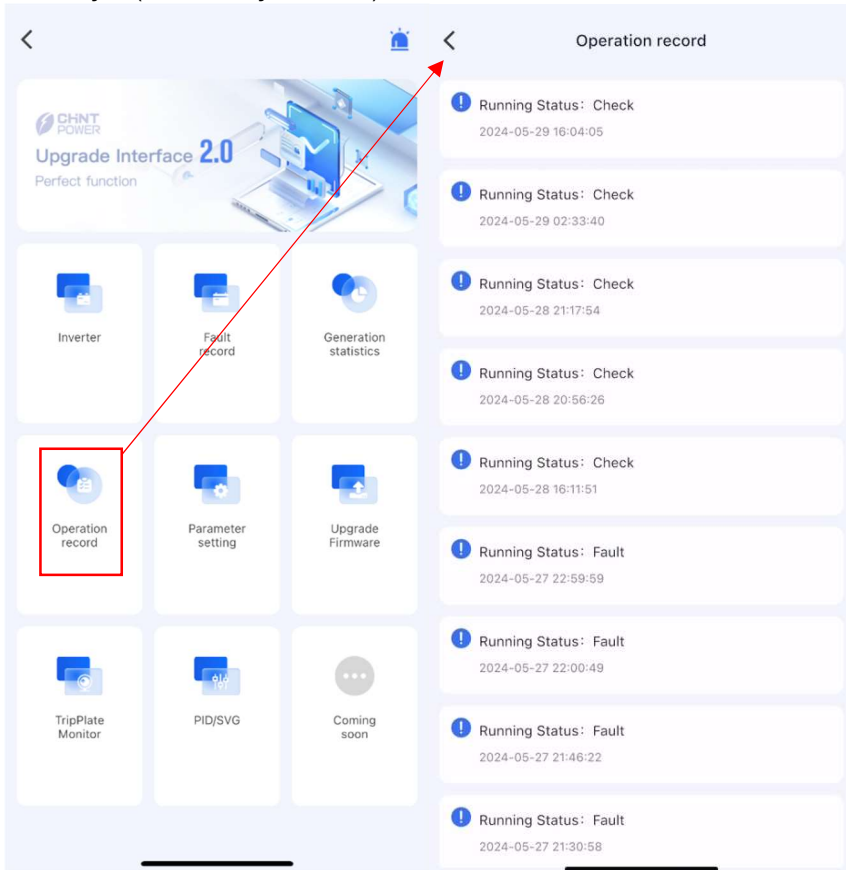 CHNT
POWER
Upgrade Interface 2.0
Perfect function
Inverter
Fault
record
Generation
statistics
Operation
record
Parameter
setting
Upgrade
Firmware
TripPlate
Monitor
PID/SVG
Coming
soon
Operation record
Running Status: Check
2024-05-29 16:04:05
Running Status: Check
2024-05-29 02:33:40
Running Status: Check
2024-05-28 21:17:54
Running Status: Check
2024-05-28 20:56:26
Running Status: Check
2024-05-28 16:11:51
Running Status: Fault
2024-05-27 22:59:59
Running Status: Fault
2024-05-27 22:00:49
Running Status: Fault
2024-05-27 21:46:22
Running Status: Fault
2024-05-27 21:30:58